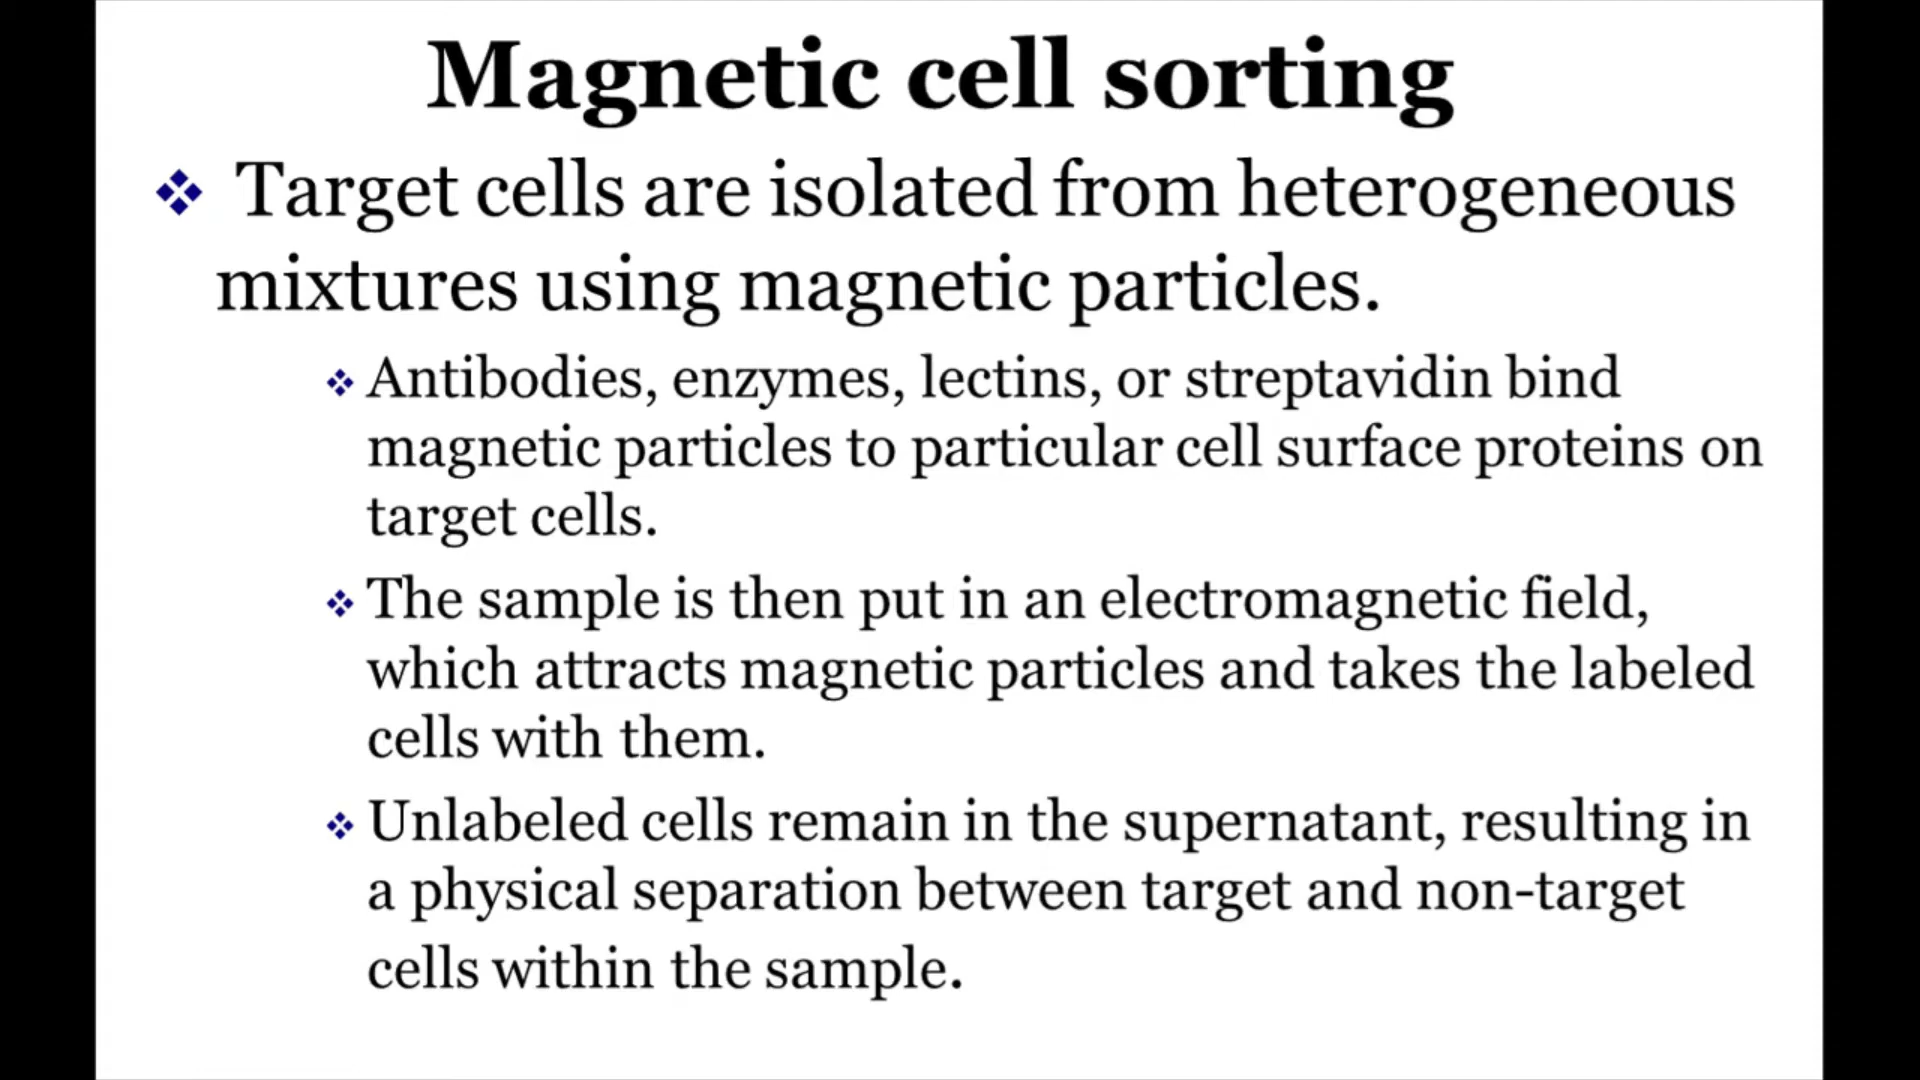 Magnetic cell sorting
❖ Target cells are isolated from heterogeneous
mixtures using magnetic particles.
❖ Antibodies, enzymes, lectins, or streptavidin bind
magnetic particles to particular cell surface proteins on
target cells.
❖ The sample is then put in an electromagnetic field,
which attracts magnetic particles and takes the labeled
cells with them.
❖ Unlabeled cells remain in the supernatant, resulting in
a physical separation between target and non-target
cells within the sample.